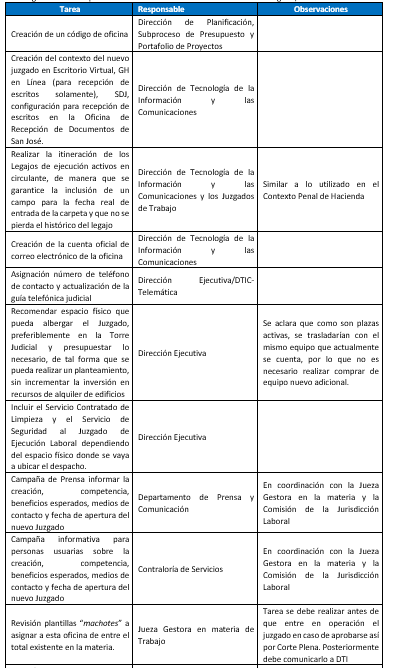 Tarea Responsable Observaciones
Creación de un código de oficina
Dirección de Planificación,
Subproceso de Presupuesto y
Portafolio de Proyectos
Creación del contexto del nuevo
juzgado en Escritorio Virtual, GH
en Línea (para recepción de
escritos solamente), SDJ,
configuración para recepción de
escritos en la Oficina de
Recepción de Documentos de
San José.
Dirección de Tecnología de la
Información y las
Comunicaciones
Realizar la itineración de los
Legajos de ejecución activos en
circulante, de manera que se
garantice la inclusión de un
campo para la fecha real de
entrada de la carpeta y que no se
pierda el histórico del legajo
Dirección de Tecnología de la
Información y las
Comunicaciones y los Juzgados
de Trabajo
Similar a lo utilizado en el
Contexto Penal de Hacienda
Creación de la cuenta oficial de
correo electrónico de la oficina
Dirección de Tecnología de la
Información y las
Comunicaciones
Asignación número de teléfono
de contacto y actualización de la
guía telefónica judicial
Dirección Ejecutiva/DTIC-
Telemática
Recomendar espacio físico que
pueda albergar el Juzgado,
preferiblemente en la Torre
Judicial y presupuestar lo
necesario, de tal forma que se
pueda realizar un planteamiento,
sin incrementar la inversión en
recursos de alquiler de edificios
Dirección Ejecutiva
Se aclara que como son plazas
activas, se trasladarían con el
mismo equipo que actualmente
se cuenta, por lo que no es
necesario realizar comprar de
equipo nuevo adicional.
Incluir el Servicio Contratado de
Limpieza y el Servicio de
Seguridad al Juzgado de
Ejecución Laboral dependiendo
del espacio físico donde se vaya
a ubicar el despacho.
Dirección Ejecutiva
Campaña de Prensa informar la
creación, competencia,
beneficios esperados, medios de
contacto y fecha de apertura del
nuevo Juzgado
Departamento de Prensa y
Comunicación
En coordinación con la Jueza
Gestora en la materia y la
Comisión de la Jurisdicción
Laboral
Campaña informativa para
personas usuarias sobre la
creación, competencia,
beneficios esperados, medios de
contacto y fecha de apertura del
nuevo Juzgado
Contraloría de Servicios
En coordinación con la Jueza
Gestora en la materia y la
Comisión de la Jurisdicción
Laboral
Revisión plantillas “machotes” a
asignar a esta oficina de entre el
total existente en la materia.
Jueza Gestora en materia de
Trabajo
Tarea se debe realizar antes de
que entre en operación el
juzgado en caso de aprobarse así
por Corte Plena. Posteriormente
debe comunicarlo a DTI